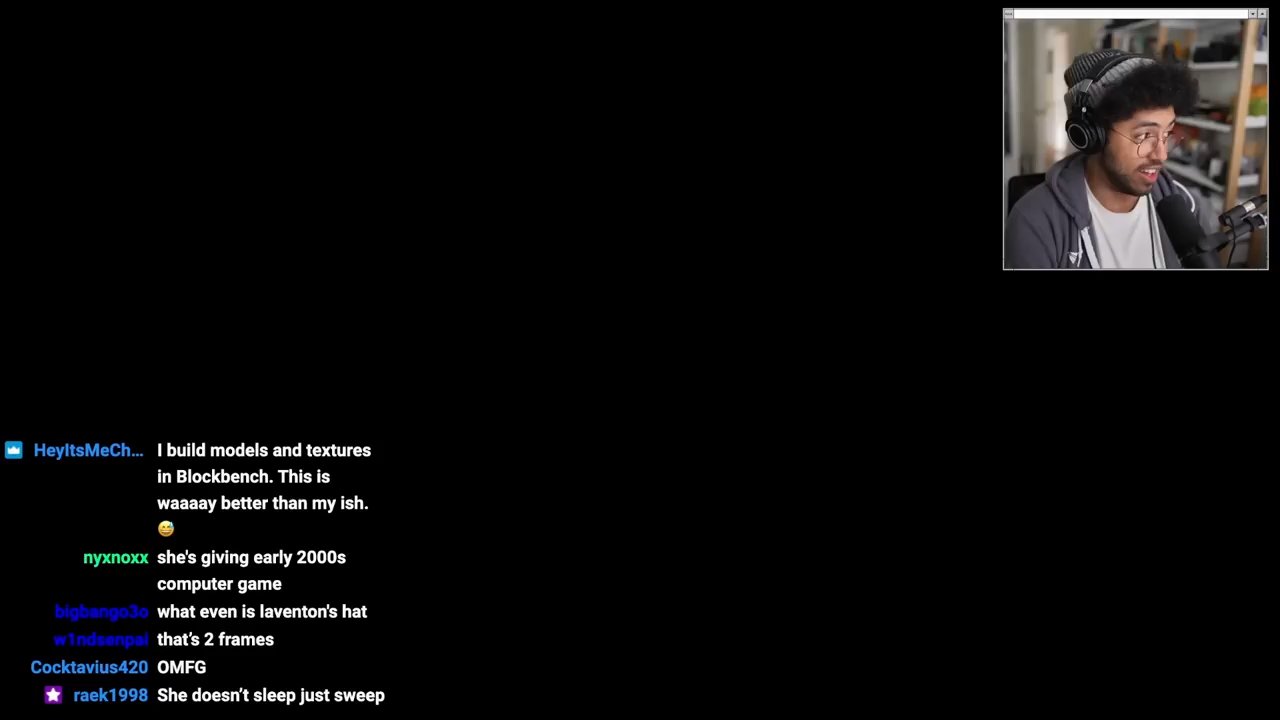 HeyItsMeCh... I build models and textures
in Blockbench. This is
waaaay better than my ish.
😅
nyxnoxx she's giving early 2000s
computer game
bigbango3o what even is laventon's hat
w1ndsenpai that's 2 frames
Cocktavius420 OMFG
raek1998 She doesn't sleep just sweep